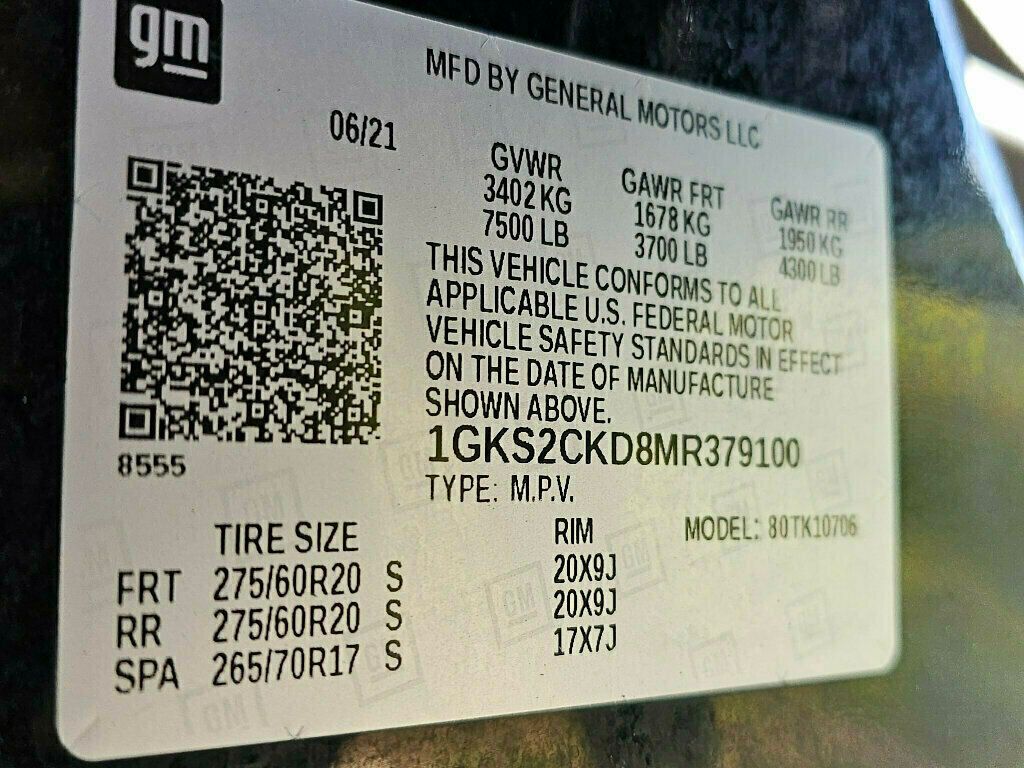 gm
MFD BY GENERAL MOTORS LLC
06/21
GVWR GAWR FRT GAWR RR
3402 KG 1678 KG 1950 KG
7500 LB 3700 LB 4300 LB
THIS VEHICLE CONFORMS TO ALL
APPLICABLE U.S. FEDERAL MOTOR
VEHICLE SAFETY STANDARDS IN EFFECT
ON THE DATE OF MANUFACTURE
SHOWN ABOVE.
1GKS2CKD8MR379100
8555
TYPE: M.P.V.
TIRE SIZE RIM MODEL: 80TK10706
FRT 275/60R20 S 20X9J
RR 275/60R20 S 20X9J
SPA 265/70R17 S 17X7J